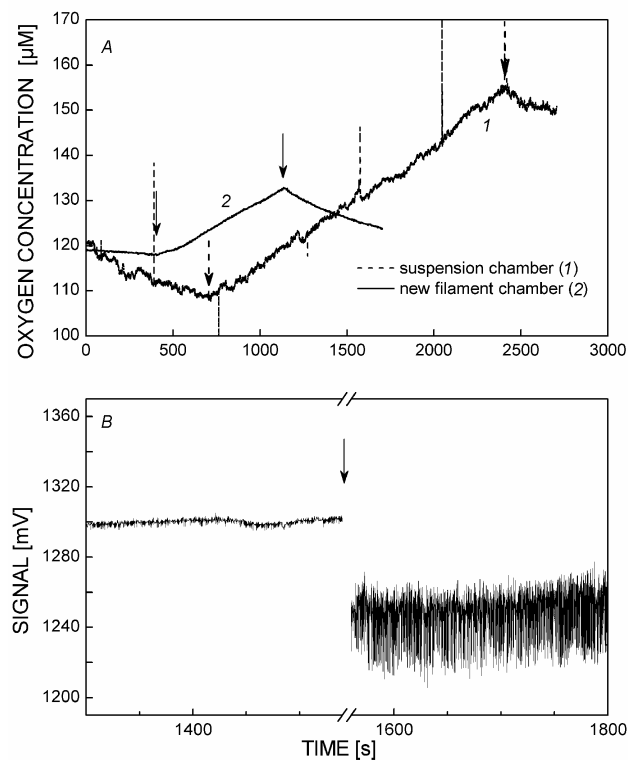 170
A
160
150
140
130
120
110
100
OXYGEN CONCENTRATION [µM]
1
2
suspension chamber (1)
new filament chamber (2)
0 500 1000 1500 2000 2500 3000
1360
B
1320
1280
1240
1200
SIGNAL [mV]
1400 1600 1800
TIME [s]